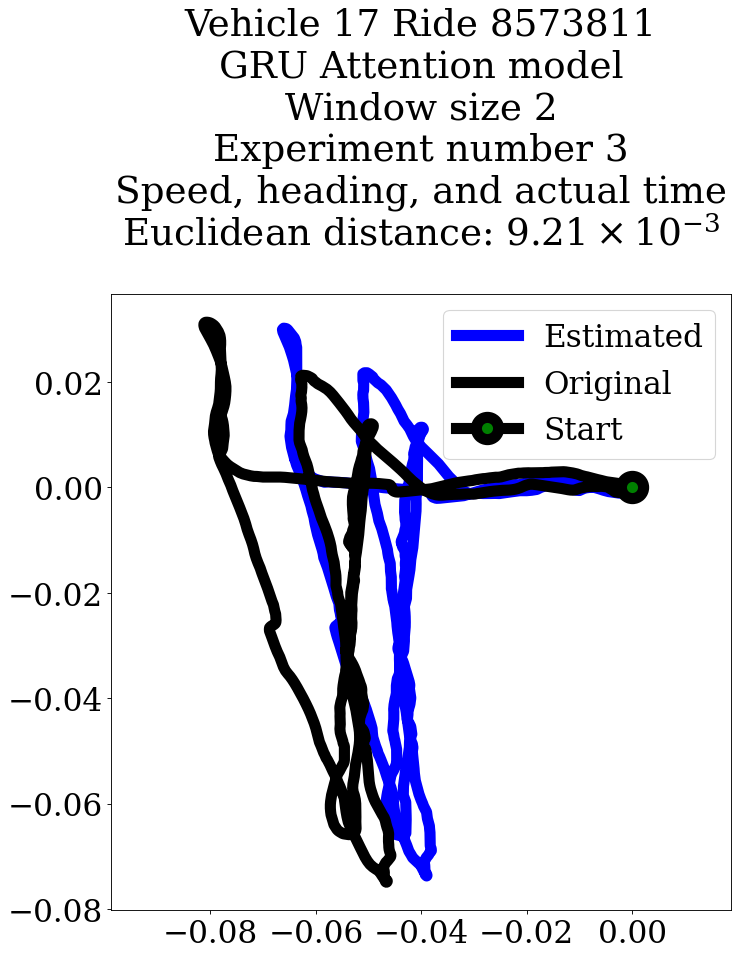 Vehicle 17 Ride 8573811
GRU Attention model
Window size 2
Experiment number 3
Speed, heading, and actual time
Euclidean distance: 9.21 × 10⁻³
Estimated
Original
Start
0.02
0.00
−0.02
−0.04
−0.06
−0.08
−0.08 −0.06 −0.04 −0.02 0.00